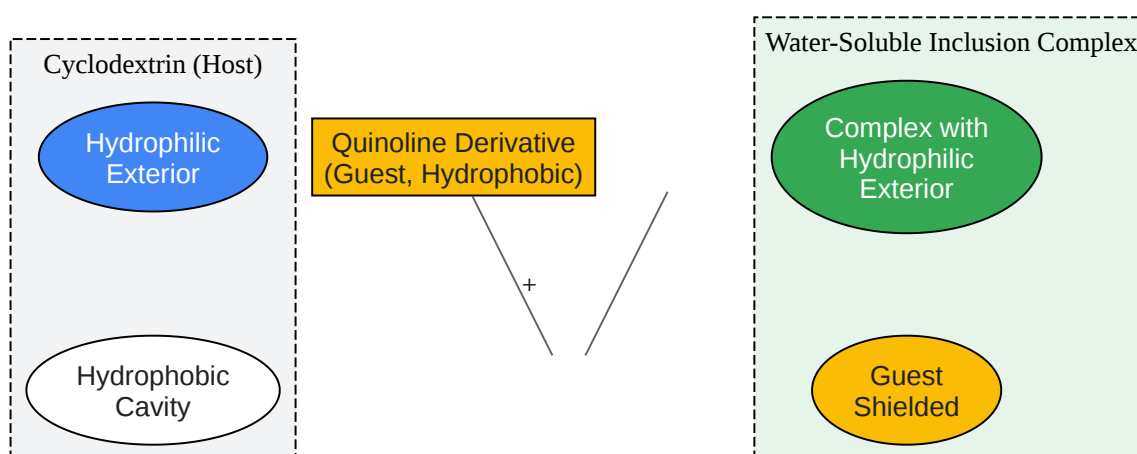 Cyclodextrin (Host)
Hydrophilic
Exterior
Hydrophobic
Cavity
Quinoline Derivative
(Guest, Hydrophobic)
+
Water-Soluble Inclusion Complex
Complex with
Hydrophilic
Exterior
Guest
Shielded